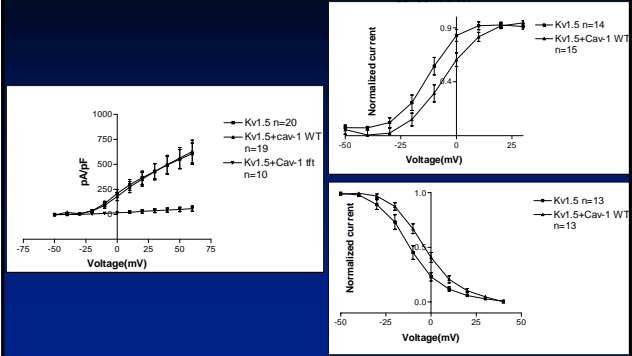 1000
750
500
250
0
pA/pF
-75 -50 -25 0 25 50 75
Voltage(mV)
Kv1.5 n=20
Kv1.5+cav-1 WT
n=19
Kv1.5+Cav-1 tft
n=10
Normalized current
0.9
0.4
-50 -25 0 25
Voltage(mV)
Kv1.5 n=14
Kv1.5+Cav-1 WT
n=15
Normalized current
1.0
0.5
0.0
-50 -25 0 25 50
Voltage(mV)
Kv1.5 n=13
Kv1.5+Cav-1 WT
n=13